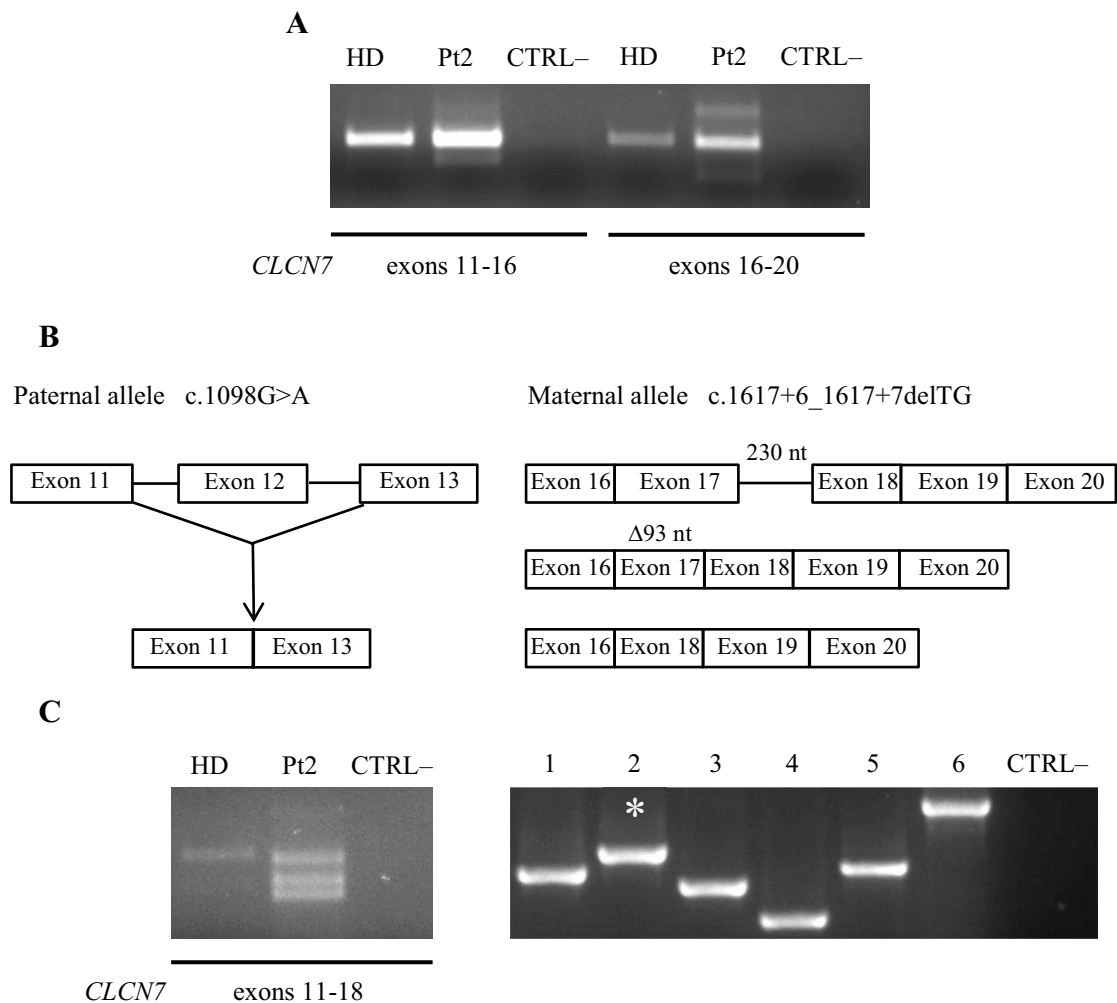 A
HD Pt2 CTRL– HD Pt2 CTRL–
CLCN7 exons 11-16 exons 16-20
B
Paternal allele c.1098G>A Maternal allele c.1617+6_1617+7delTG
230 nt
Exon 11 Exon 12 Exon 13 Exon 16 Exon 17 Exon 18 Exon 19 Exon 20
Δ93 nt
Exon 16 Exon 17 Exon 18 Exon 19 Exon 20
Exon 11 Exon 13 Exon 16 Exon 18 Exon 19 Exon 20
C
HD Pt2 CTRL– 1 2 3 4 5 6 CTRL–
*
CLCN7 exons 11-18